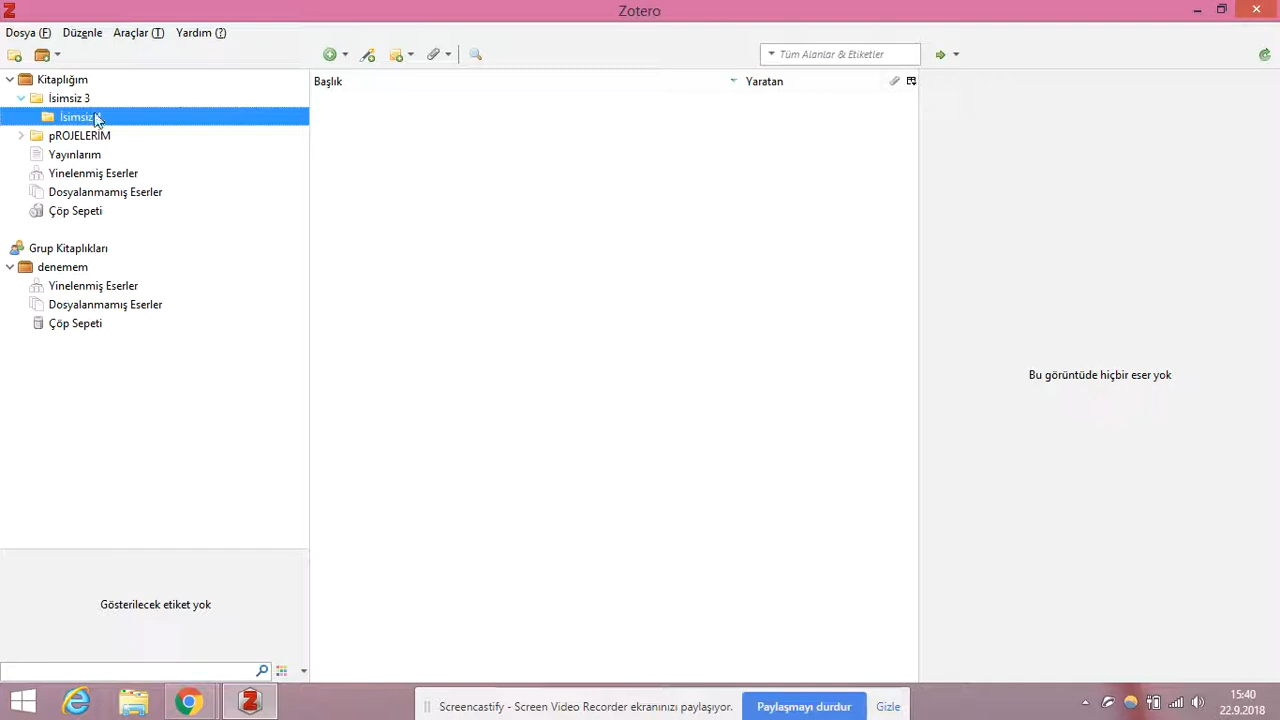 Zotero
Dosya (F) Düzenle Araçlar (T) Yardım (?)
Tüm Alanlar & Etiketler
Kitaplığım
İsimsiz 3
İsimsiz
pROJELERİM
Yayınlarım
Yinelenmiş Eserler
Dosyalanmamış Eserler
Çöp Sepeti
Grup Kitaplıkları
denemem
Yinelenmiş Eserler
Dosyalanmamış Eserler
Çöp Sepeti
Gösterilecek etiket yok
Başlık Yaratan
Bu görüntüde hiçbir eser yok
Screencastify - Screen Video Recorder ekranınızı paylaşıyor. Paylaşmayı durdur Gizle
15:40
22.9.2018